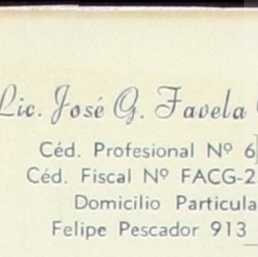 Lic. José G. Favela
Céd. Profesional Nº 6
Céd. Fiscal Nº FACG-2
Domicilio Particula
Felipe Pescador 913